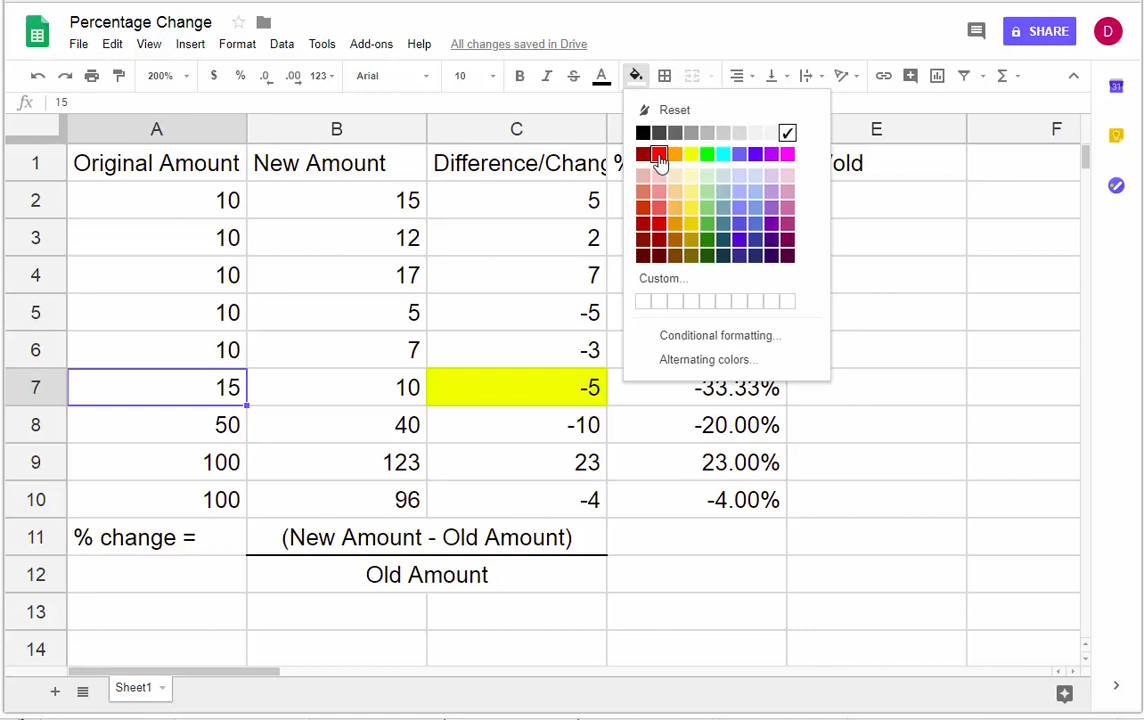 Percentage Change
SHARE
D
File Edit View Insert Format Data Tools Add-ons Help All changes saved in Drive
200% $ % .0 .00 123 Arial 10 B I S A Σ
fx 15
Reset
A B C E F
1 Original Amount New Amount Difference/Chang % /old
2 10 15 5
3 10 12 2
4 10 17 7
5 10 5 -5
Custom...
6 10 7 -3
Conditional formatting...
Alternating colors...
7 15 10 -5 -33.33%
8 50 40 -10 -20.00%
9 100 123 23 23.00%
10 100 96 -4 -4.00%
11 % change = (New Amount - Old Amount)
12 Old Amount
13
14
Sheet1
31